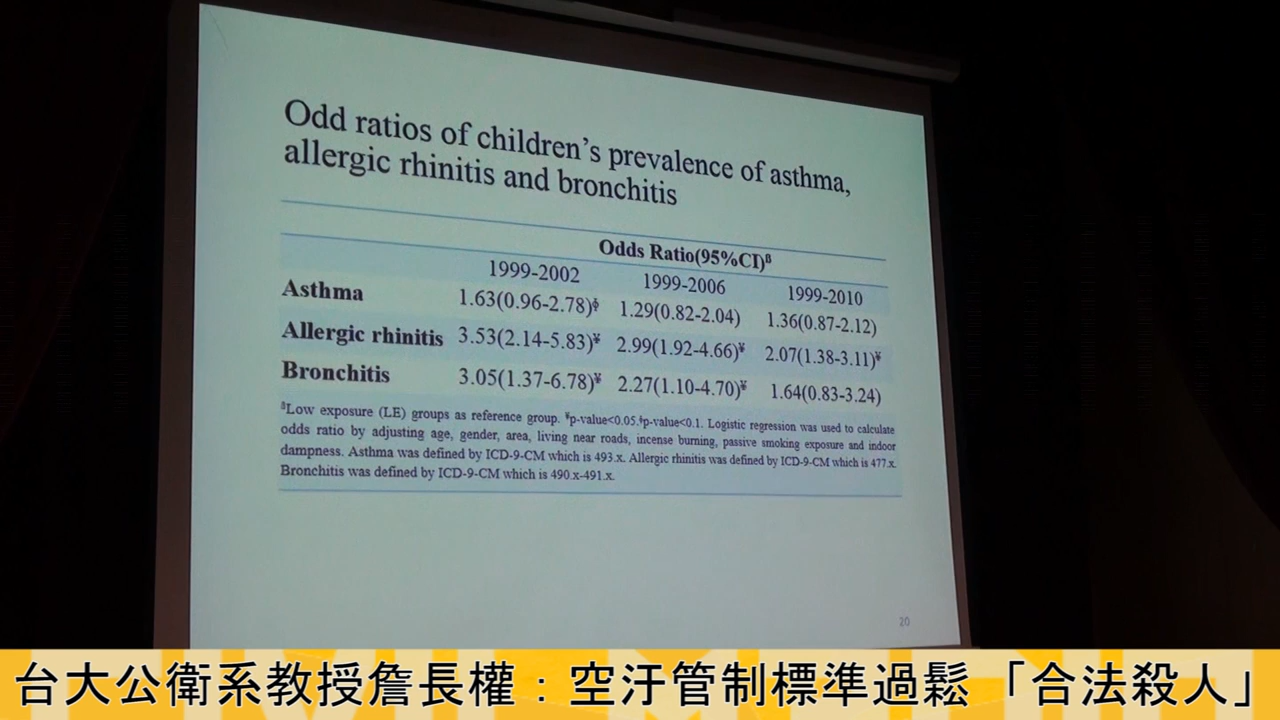 Odd ratios of children's prevalence of asthma,
allergic rhinitis and bronchitis
Odds Ratio(95%CI)ᵝ
1999-2002 1999-2006 1999-2010
Asthma 1.63(0.96-2.78)ɸ 1.29(0.82-2.04) 1.36(0.87-2.12)
Allergic rhinitis 3.53(2.14-5.83)¥ 2.99(1.92-4.66)¥ 2.07(1.38-3.11)¥
Bronchitis 3.05(1.37-6.78)¥ 2.27(1.10-4.70)¥ 1.64(0.83-3.24)
ᵝLow exposure (LE) groups as reference group. ¥p-value<0.05.ɸp-value<0.1. Logistic regression was used to calculate
odds ratio by adjusting age, gender, area, living near roads, incense burning, passive smoking exposure and indoor
dampness. Asthma was defined by ICD-9-CM which is 493.x. Allergic rhinitis was defined by ICD-9-CM which is 477.x.
Bronchitis was defined by ICD-9-CM which is 490.x-491.x.
20
台大公衛系教授詹長權：空汙管制標準過鬆「合法殺人」